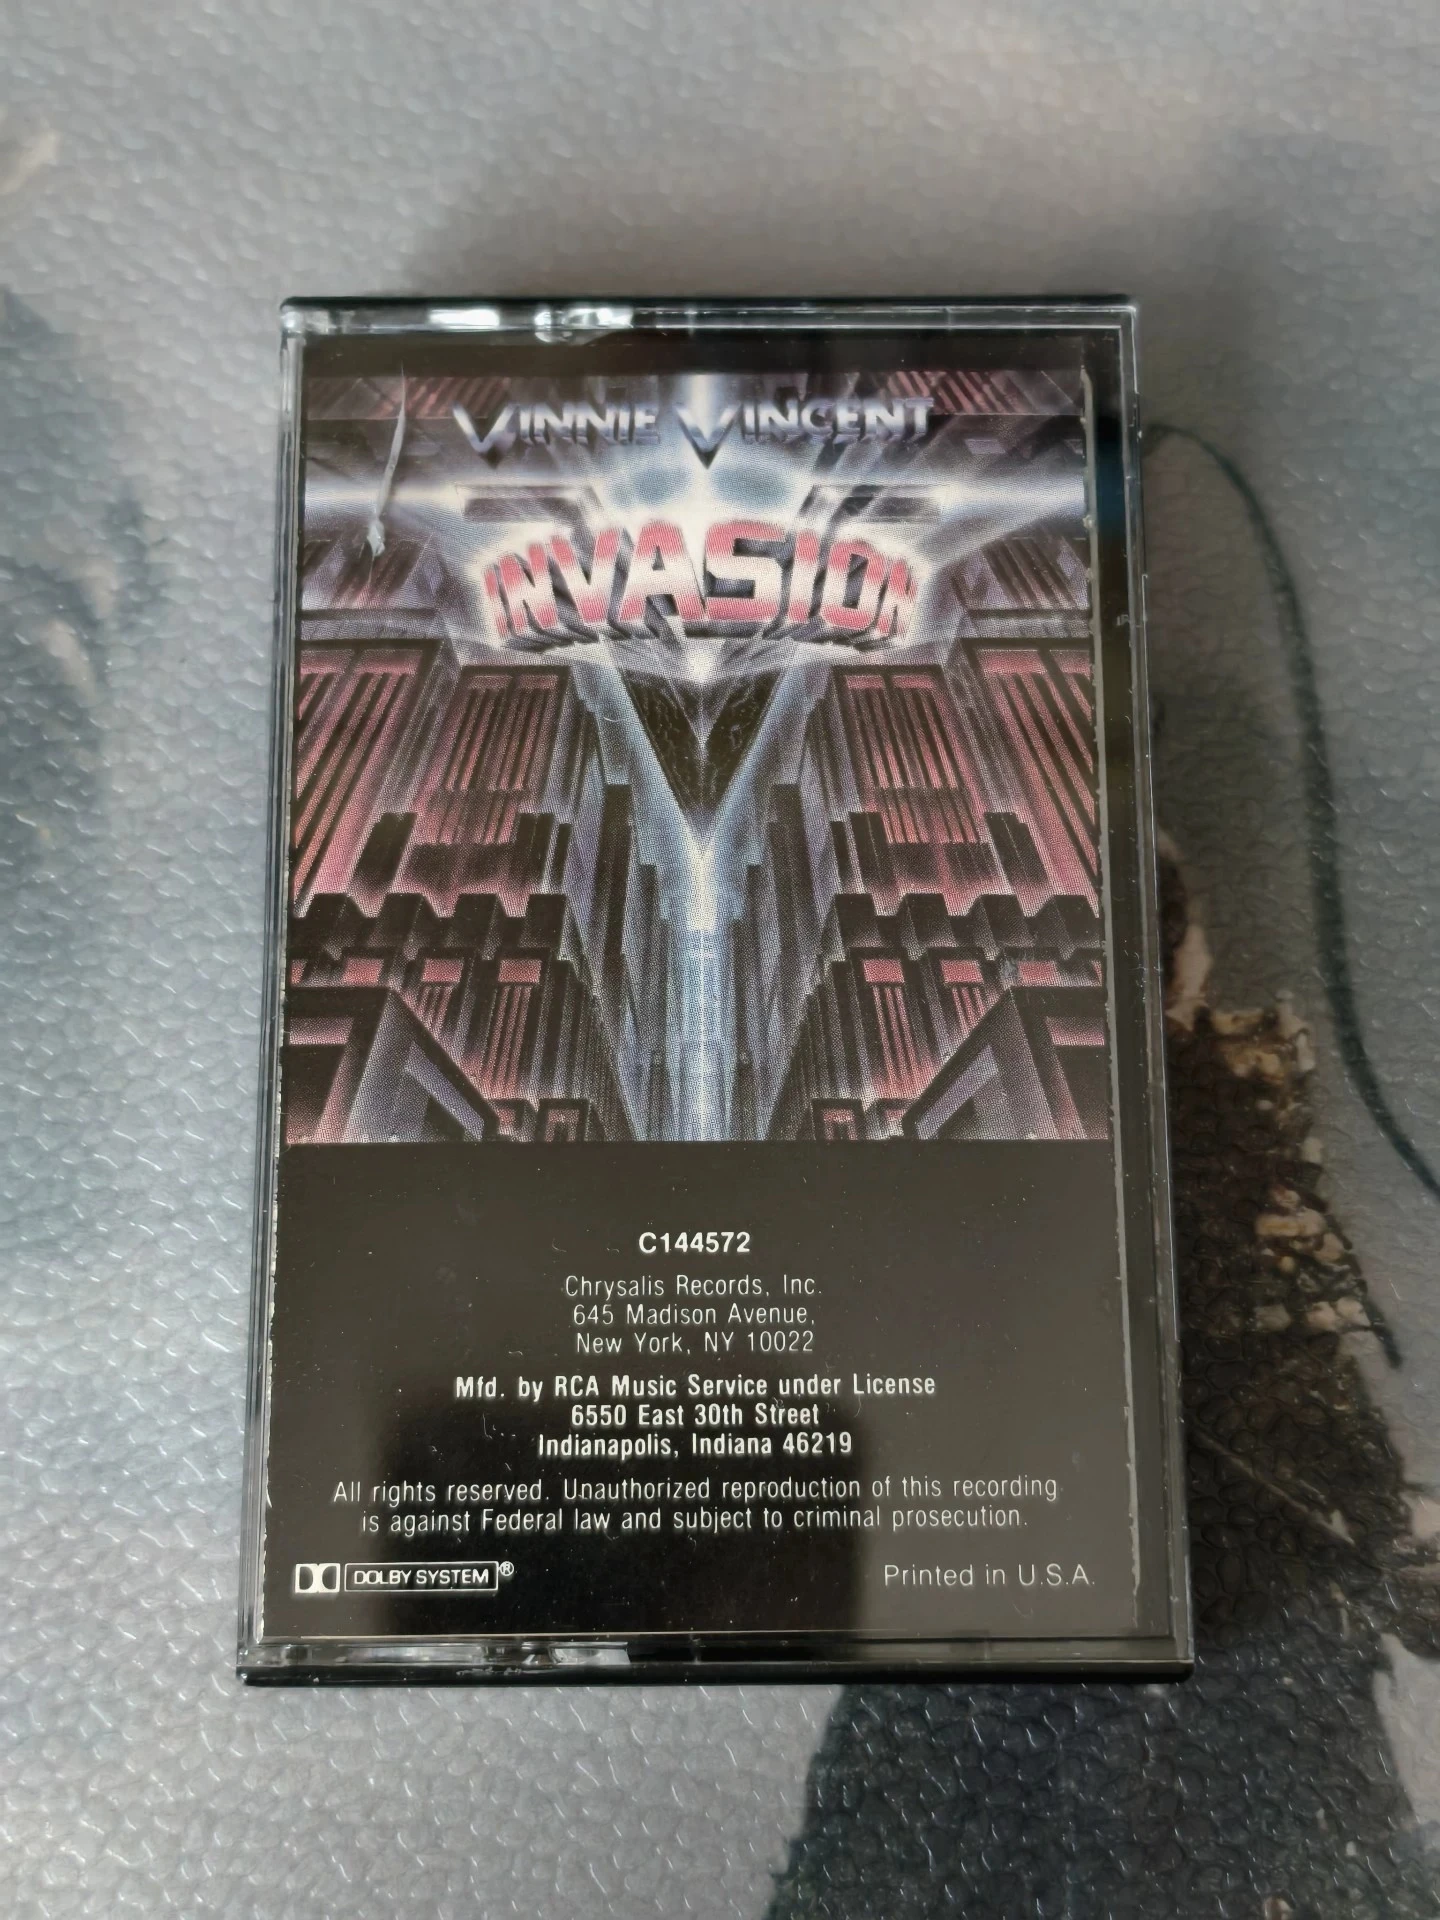 VINNIE VINCENT
INVASION
C144572
Chrysalis Records, Inc.
645 Madison Avenue,
New York, NY 10022
Mfd. by RCA Music Service under License
6550 East 30th Street
Indianapolis, Indiana 46219
All rights reserved. Unauthorized reproduction of this recording
is against Federal law and subject to criminal prosecution.
DOLBY SYSTEM® Printed in U.S.A.